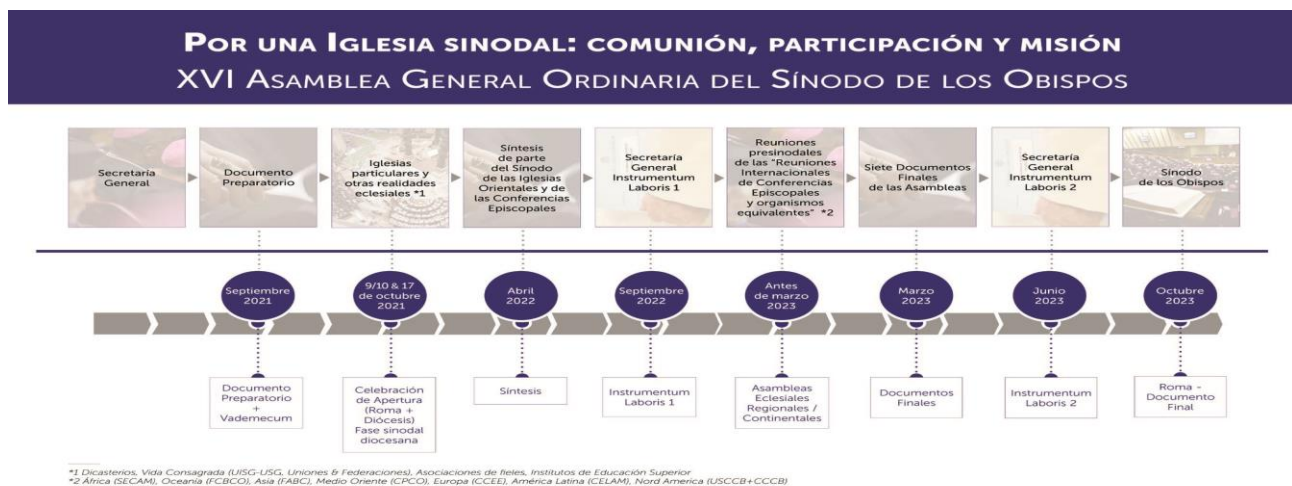 POR UNA IGLESIA SINODAL: COMUNIÓN, PARTICIPACIÓN Y MISIÓN
XVI ASAMBLEA GENERAL ORDINARIA DEL SÍNODO DE LOS OBISPOS
Secretaría
General
Documento
Preparatorio
Iglesias
particulares y
otras realidades
eclesiales *1
Síntesis
de parte
del Sínodo
de las Iglesias
Orientales y de
las Conferencias
Episcopales
Secretaría
General
Instrumentum
Laboris 1
Reuniones
presinodales
de las "Reuniones
Internacionales
de Conferencias
Episcopales
y organismos
equivalentes" *2
Siete Documentos
Finales
de las Asambleas
Secretaría
General
Instrumentum
Laboris 2
Sínodo
de los Obispos
Septiembre
2021
9/10 & 17
de octubre
2021
Abril
2022
Septiembre
2022
Antes
de marzo
2023
Marzo
2023
Junio
2023
Octubre
2023
Documento
Preparatorio
+
Vademecum
Celebración
de Apertura
(Roma +
Diócesis)
Fase sinodal
diocesana
Síntesis
Instrumentum
Laboris 1
Asambleas
Eclesiales
Regionales /
Continentales
Documentos
Finales
Instrumentum
Laboris 2
Roma -
Documento
Final
*1 Dicasterios, Vida Consagrada (UISG-USG, Uniones & Federaciones), Asociaciones de fieles, Institutos de Educación Superior
*2 África (SECAM), Oceanía (FCBCO), Asia (FABC), Medio Oriente (CPCO), Europa (CCEE), América Latina (CELAM), Nord America (USCCB+CCCB)